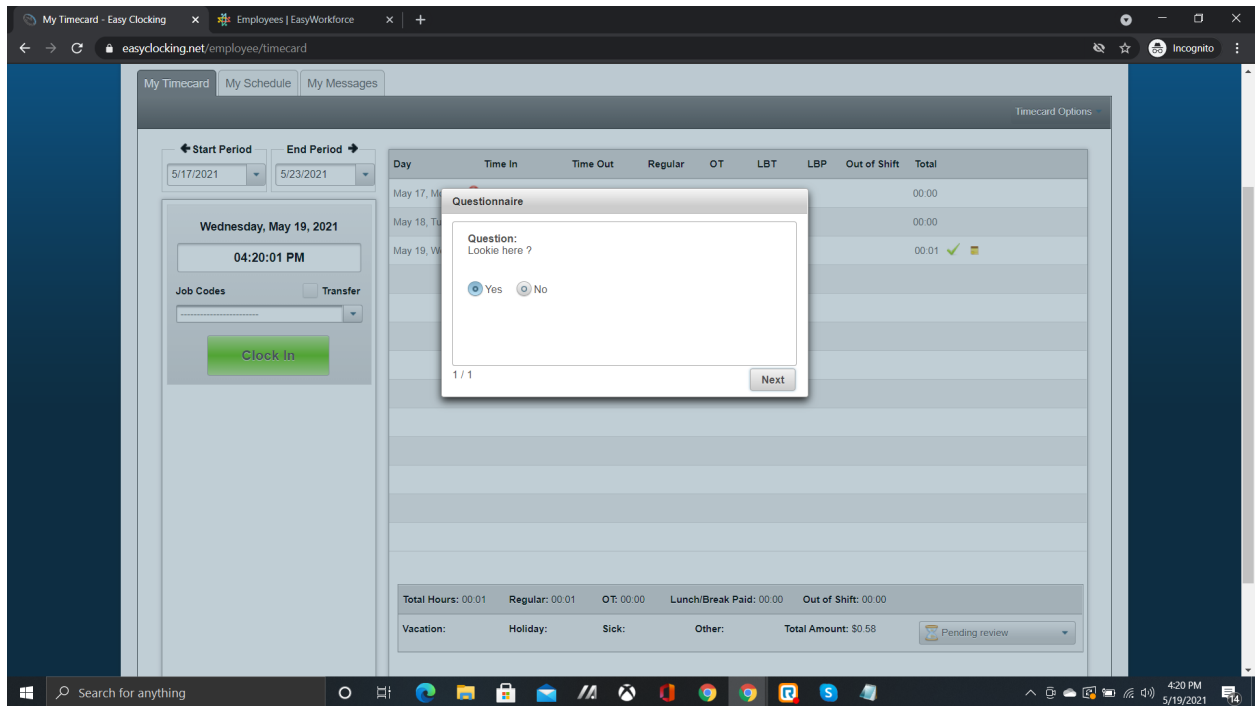 My Timecard - Easy Clocking
Employees | EasyWorkforce
easyclocking.net/employee/timecard
Incognito
My Timecard My Schedule My Messages
Timecard Options
Start Period End Period
5/17/2021 5/23/2021
Wednesday, May 19, 2021
04:20:01 PM
Job Codes Transfer
------------------------
Clock In
Day Time In Time Out Regular OT LBT LBP Out of Shift Total
May 17, M 00:00
May 18, Tu 00:00
May 19, W 00:01
Questionnaire
Question:
Lookie here ?
Yes No
1 / 1
Next
Total Hours: 00:01 Regular: 00:01 OT: 00:00 Lunch/Break Paid: 00:00 Out of Shift: 00:00
Vacation: Holiday: Sick: Other: Total Amount: $0.58
Pending review
Search for anything
4:20 PM
5/19/2021
14